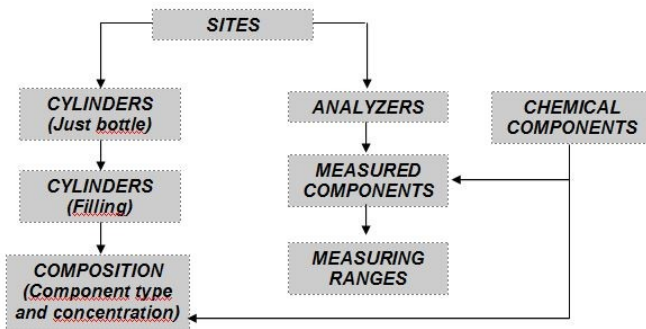 SITES
CYLINDERS
(Just bottle)
ANALYZERS
CHEMICAL
COMPONENTS
CYLINDERS
(Filling)
MEASURED
COMPONENTS
COMPOSITION
(Component type
and concentration)
MEASURING
RANGES